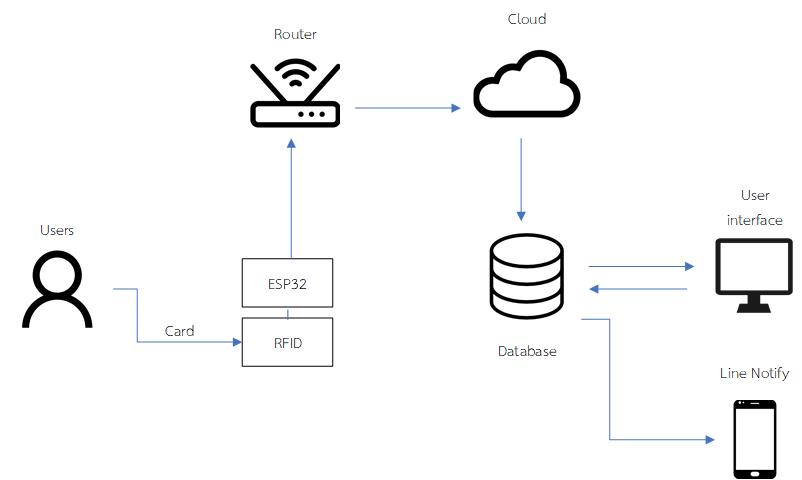 Router
Cloud
User
interface
Users
ESP32
Card
RFID
Database
Line Notify